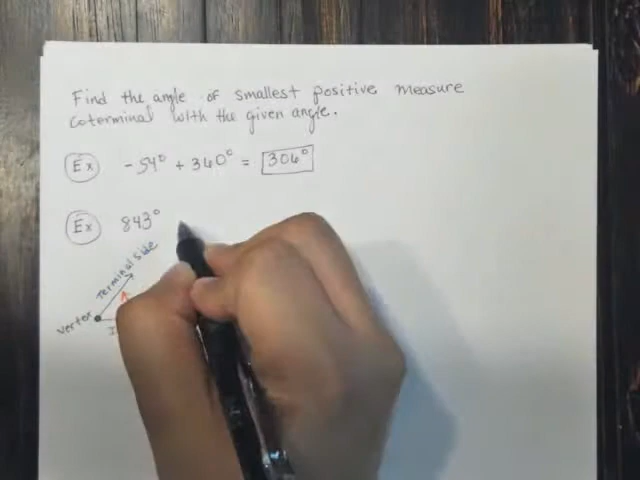 Find the angle of smallest positive measure
coterminal with the given angle.
Ex -54° + 360° = 306°
Ex 843°
Terminal side
Vertex